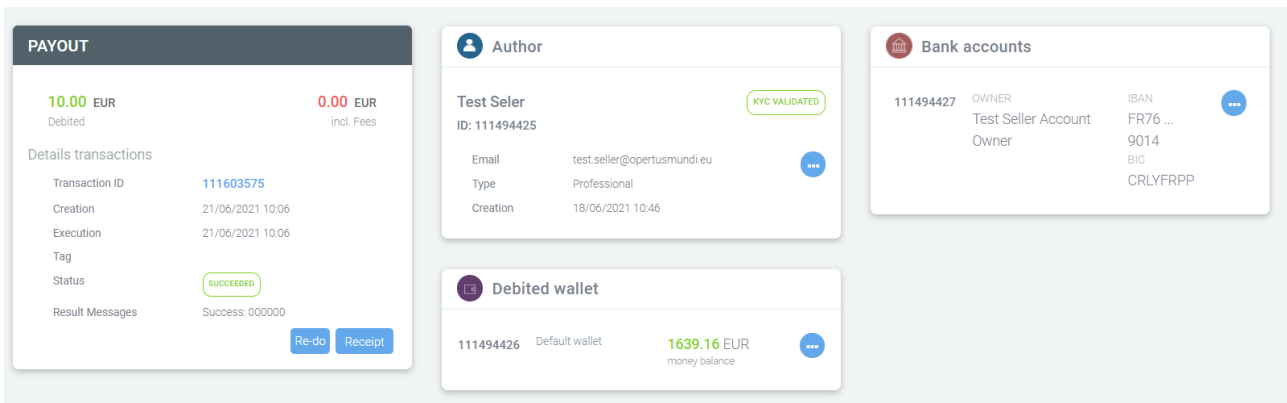 PAYOUT
10.00 EUR 0.00 EUR
Debited incl. Fees
Details transactions
Transaction ID 111603575
Creation 21/06/2021 10:06
Execution 21/06/2021 10:06
Tag
Status SUCCEEDED
Result Messages Success: 000000
Re-do Receipt
Author
Test Seler KYC VALIDATED
ID: 111494425
Email test.seller@opertusmundi.eu
Type Professional
Creation 18/06/2021 10:46
Debited wallet
111494426 Default wallet 1639.16 EUR
money balance
Bank accounts
111494427 OWNER IBAN
Test Seller Account FR76 ...
Owner 9014
BIC
CRLYFRPP